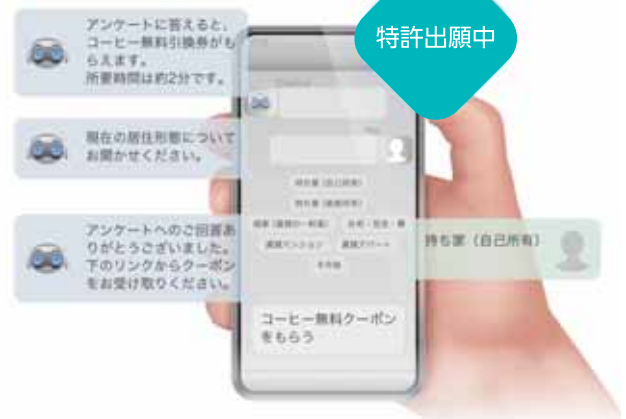 特許出願中
アンケートに答えると、
コーヒー無料引換券がも
らえます。
所要時間は約2分です。
現在の居住形態について
お聞かせください。
持ち家（自己所有）
賃貸マンション　賃貸アパート
その他
持ち家（自己所有）
アンケートへのご回答あ
りがとうございました。
下のリンクからクーポン
をお受け取りください。
コーヒー無料クーポン
をもらう